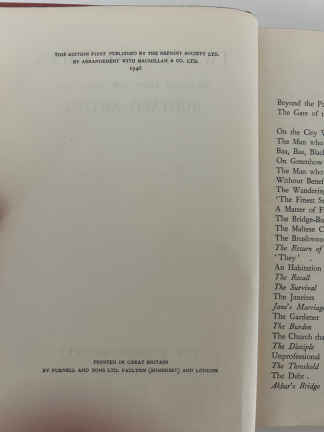 THIS EDITION FIRST PUBLISHED BY THE REPRINT SOCIETY LTD.
BY ARRANGEMENT WITH MACMILLAN & CO. LTD.
PRINTED IN GREAT BRITAIN
BY PURNELL AND SONS LTD. PAULTON (SOMERSET) AND LONDON
Beyond the
The Gate of
On the City
The Man who
Baa, Baa, Blac
On Greenhow
The Man who
Without Benef
The Wandering
'The Finest S
A Matter of F
The Bridge-Bu
The Maltese C
The Brushwoo
The Return of
'They' .
An Habitation
The Recall
The Survival
The Janeites
Jane's Marriage
The Gardener
The Burden
The Church tha
The Disciple
Unprofessional
The Threshold
The Debt .
Akbar's Bridge